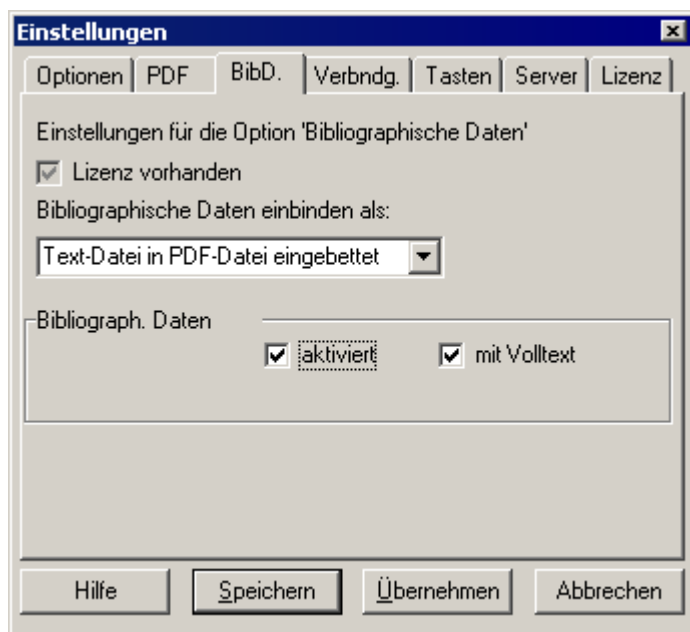 Einstellungen
Optionen PDF BibD. Verbndg. Tasten Server Lizenz
Einstellungen für die Option 'Bibliographische Daten'
Lizenz vorhanden
Bibliographische Daten einbinden als:
Text-Datei in PDF-Datei eingebettet
Bibliograph. Daten
aktiviert mit Volltext
Hilfe Speichern Übernehmen Abbrechen